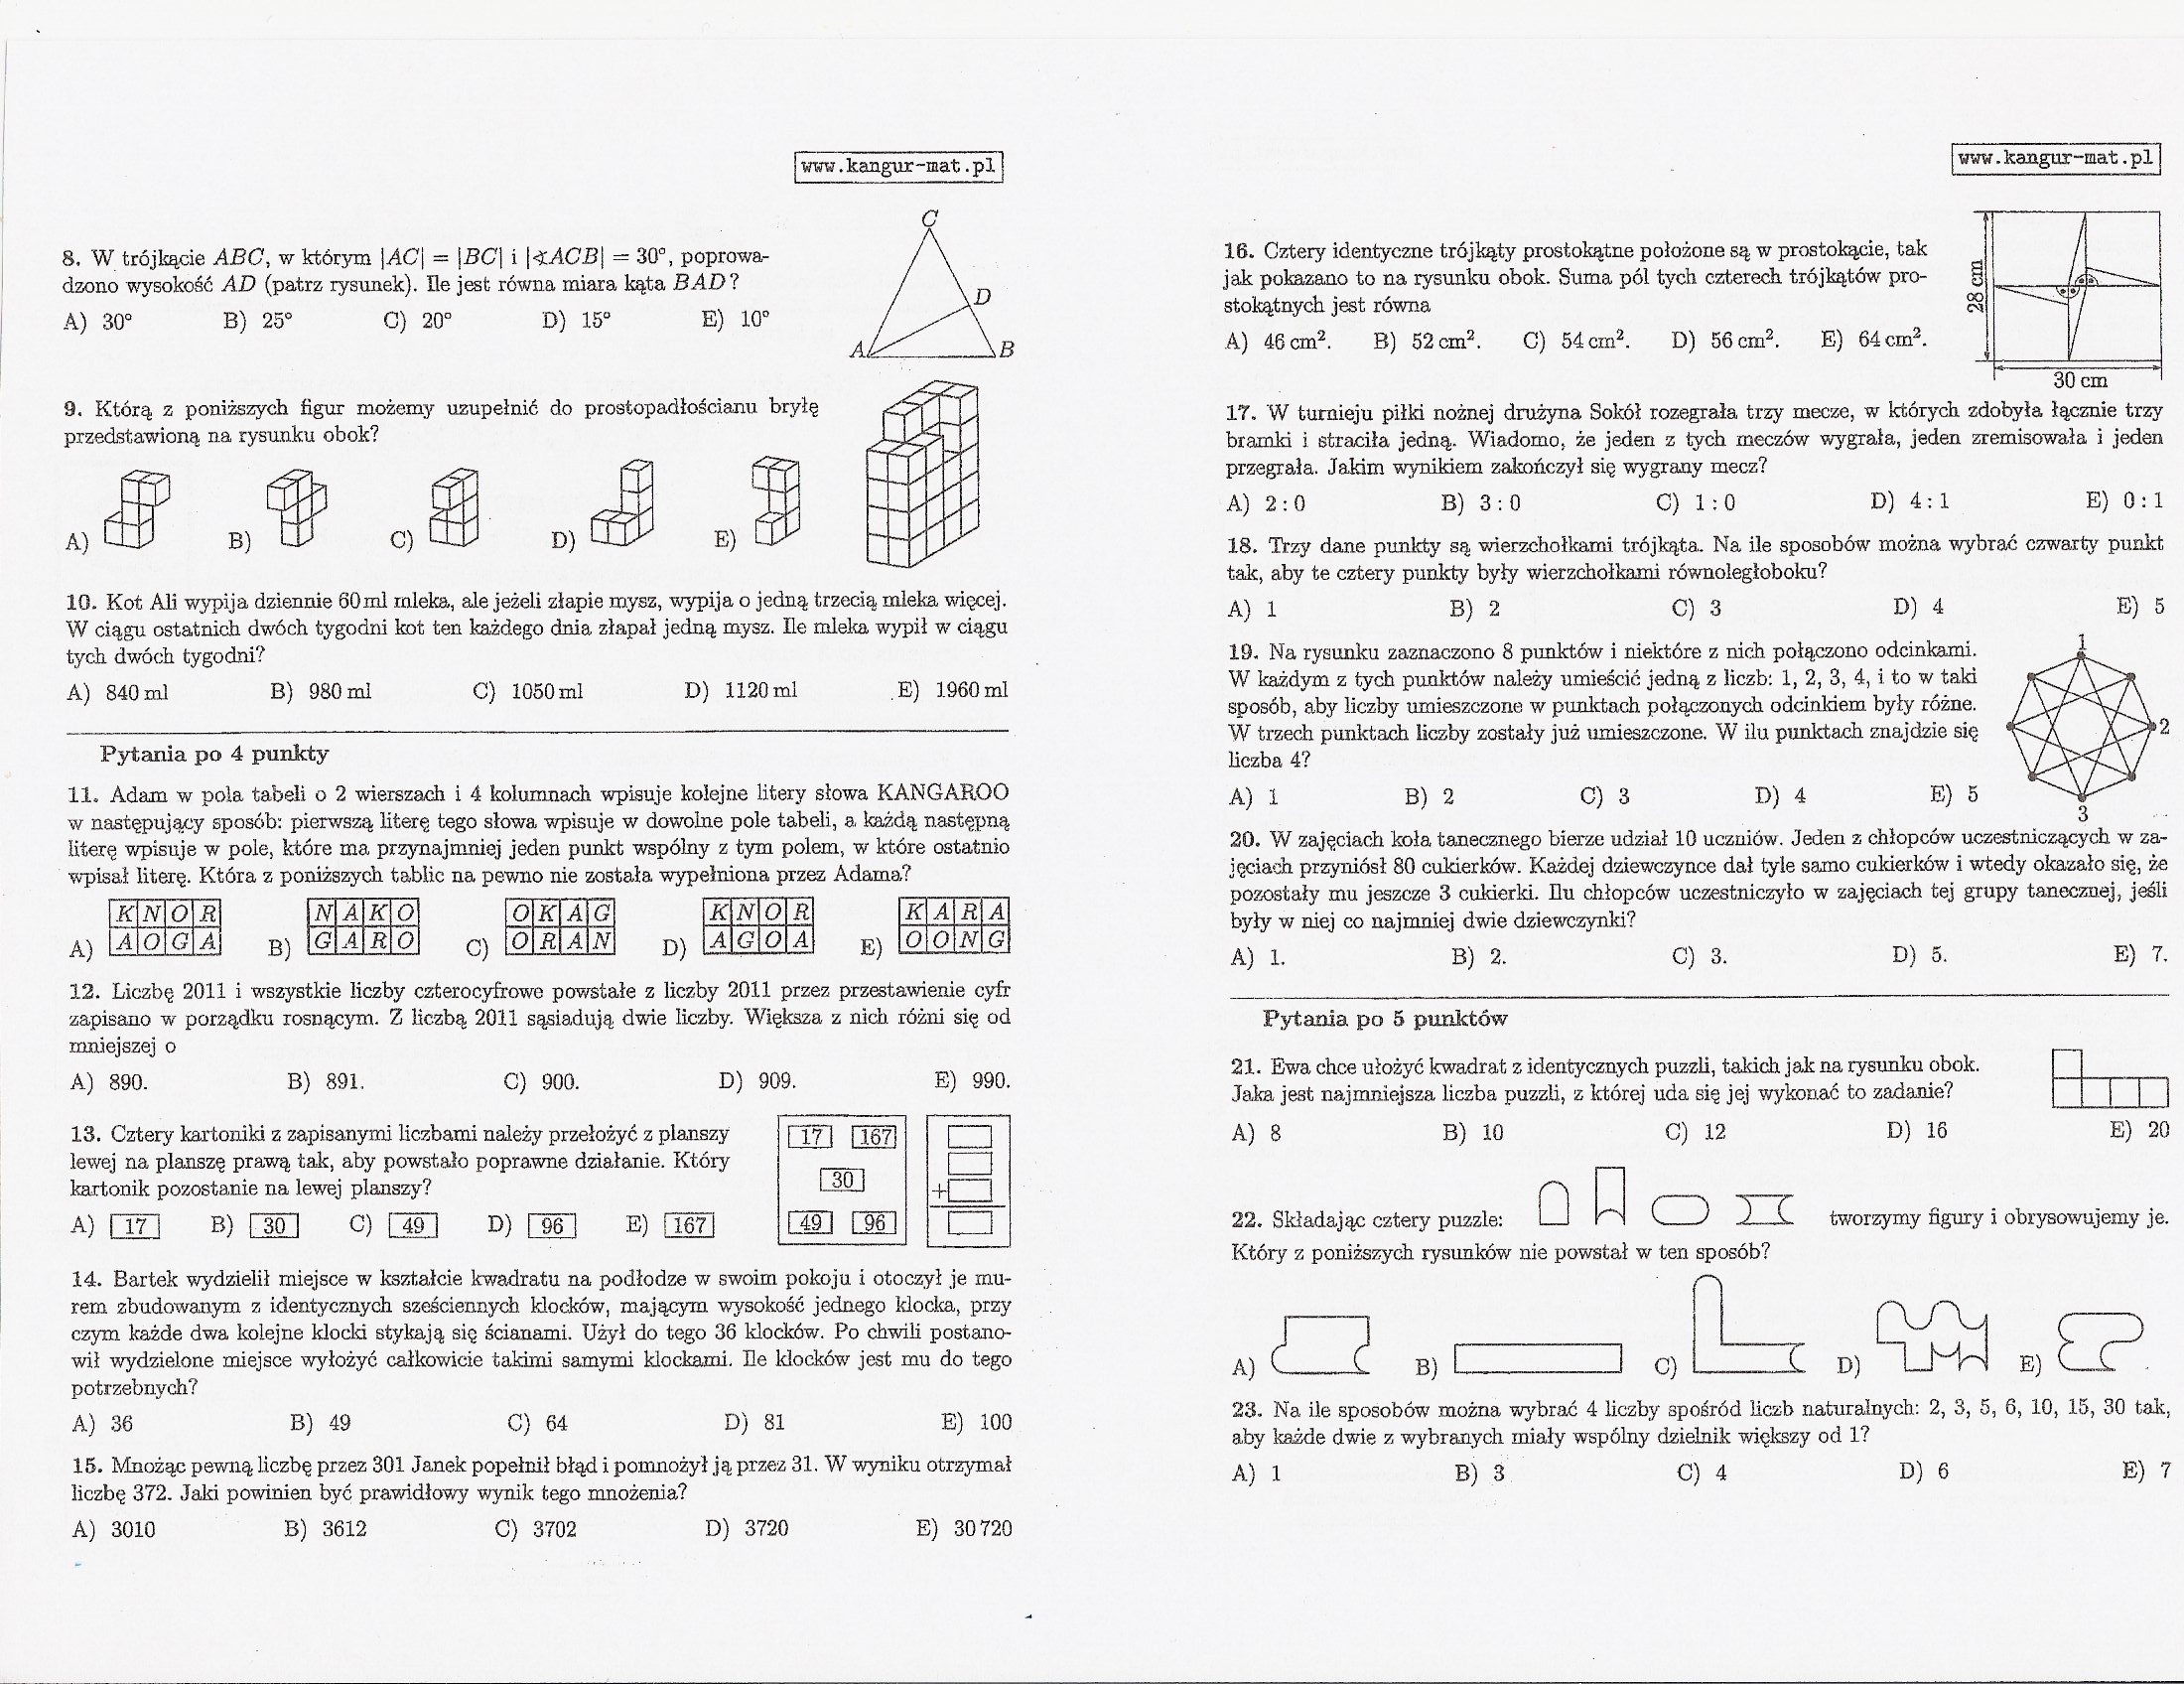 www.kangur-mat.pl
8. W trójkącie ABC, w którym |AC| = |BC| i |∢ACB| = 30°, poprowa-
dzono wysokość AD (patrz rysunek). Ile jest równa miara kąta BAD?
A) 30° B) 25° C) 20° D) 15° E) 10°
C
D
A
B
9. Którą z poniższych figur możemy uzupełnić do prostopadłościanu bryłę
przedstawioną na rysunku obok?
A) B) C) D) E)
10. Kot Ali wypija dziennie 60 ml mleka, ale jeżeli złapie mysz, wypija o jedną trzecią mleka więcej.
W ciągu ostatnich dwóch tygodni kot ten każdego dnia złapał jedną mysz. Ile mleka wypił w ciągu
tych dwóch tygodni?
A) 840 ml B) 980 ml C) 1050 ml D) 1120 ml E) 1960 ml
Pytania po 4 punkty
11. Adam w pola tabeli o 2 wierszach i 4 kolumnach wpisuje kolejne litery słowa KANGAROO
w następujący sposób: pierwszą literę tego słowa wpisuje w dowolne pole tabeli, a każdą następną
literę wpisuje w pole, które ma przynajmniej jeden punkt wspólny z tym polem, w które ostatnio
wpisał literę. Która z poniższych tablic na pewno nie została wypełniona przez Adama?
K N O R N A K O O K A G K N O R K A R A
A) A O G A B) G A R O C) O R A N D) A G O A E) O O N G
12. Liczbę 2011 i wszystkie liczby czterocyfrowe powstałe z liczby 2011 przez przestawienie cyfr
zapisano w porządku rosnącym. Z liczbą 2011 sąsiadują dwie liczby. Większa z nich różni się od
mniejszej o
A) 890. B) 891. C) 900. D) 909. E) 990.
13. Cztery kartoniki z zapisanymi liczbami należy przełożyć z planszy
lewej na planszę prawą tak, aby powstało poprawne działanie. Który
kartonik pozostanie na lewej planszy?
A) 17 B) 30 C) 49 D) 96 E) 167
17 167
30
49 96
+
14. Bartek wydzielił miejsce w kształcie kwadratu na podłodze w swoim pokoju i otoczył je mu-
rem zbudowanym z identycznych sześciennych klocków, mającym wysokość jednego klocka, przy
czym każde dwa kolejne klocki stykają się ścianami. Użył do tego 36 klocków. Po chwili postano-
wił wydzielone miejsce wyłożyć całkowicie takimi samymi klockami. Ile klocków jest mu do tego
potrzebnych?
A) 36 B) 49 C) 64 D) 81 E) 100
15. Mnożąc pewną liczbę przez 301 Janek popełnił błąd i pomnożył ją przez 31. W wyniku otrzymał
liczbę 372. Jaki powinien być prawidłowy wynik tego mnożenia?
A) 3010 B) 3612 C) 3702 D) 3720 E) 30 720
www.kangur-mat.pl
16. Cztery identyczne trójkąty prostokątne położone są w prostokącie, tak
jak pokazano to na rysunku obok. Suma pól tych czterech trójkątów pro-
stokątnych jest równa
A) 46 cm². B) 52 cm². C) 54 cm². D) 56 cm². E) 64 cm².
28 cm
30 cm
17. W turnieju piłki nożnej drużyna Sokół rozegrała trzy mecze, w których zdobyła łącznie trzy
bramki i straciła jedną. Wiadomo, że jeden z tych meczów wygrała, jeden zremisowała i jeden
przegrała. Jakim wynikiem zakończył się wygrany mecz?
A) 2 : 0 B) 3 : 0 C) 1 : 0 D) 4 : 1 E) 0 : 1
18. Trzy dane punkty są wierzchołkami trójkąta. Na ile sposobów można wybrać czwarty punkt
tak, aby te cztery punkty były wierzchołkami równoległoboku?
A) 1 B) 2 C) 3 D) 4 E) 5
19. Na rysunku zaznaczono 8 punktów i niektóre z nich połączono odcinkami.
W każdym z tych punktów należy umieścić jedną z liczb: 1, 2, 3, 4, i to w taki
sposób, aby liczby umieszczone w punktach połączonych odcinkiem były różne.
W trzech punktach liczby zostały już umieszczone. W ilu punktach znajdzie się
liczba 4?
A) 1 B) 2 C) 3 D) 4 E) 5
1
2
3
20. W zajęciach koła tanecznego bierze udział 10 uczniów. Jeden z chłopców uczestniczących w za-
jęciach przyniósł 80 cukierków. Każdej dziewczynce dał tyle samo cukierków i wtedy okazało się, że
pozostały mu jeszcze 3 cukierki. Ilu chłopców uczestniczyło w zajęciach tej grupy tanecznej, jeśli
były w niej co najmniej dwie dziewczynki?
A) 1. B) 2. C) 3. D) 5. E) 7.
Pytania po 5 punktów
21. Ewa chce ułożyć kwadrat z identycznych puzzli, takich jak na rysunku obok.
Jaka jest najmniejsza liczba puzzli, z której uda się jej wykonać to zadanie?
A) 8 B) 10 C) 12 D) 16 E) 20
22. Składając cztery puzzle: tworzymy figury i obrysowujemy je.
Który z poniższych rysunków nie powstał w ten sposób?
A) B) C) D) E)
23. Na ile sposobów można wybrać 4 liczby spośród liczb naturalnych: 2, 3, 5, 6, 10, 15, 30 tak,
aby każde dwie z wybranych miały wspólny dzielnik większy od 1?
A) 1 B) 3 C) 4 D) 6 E) 7